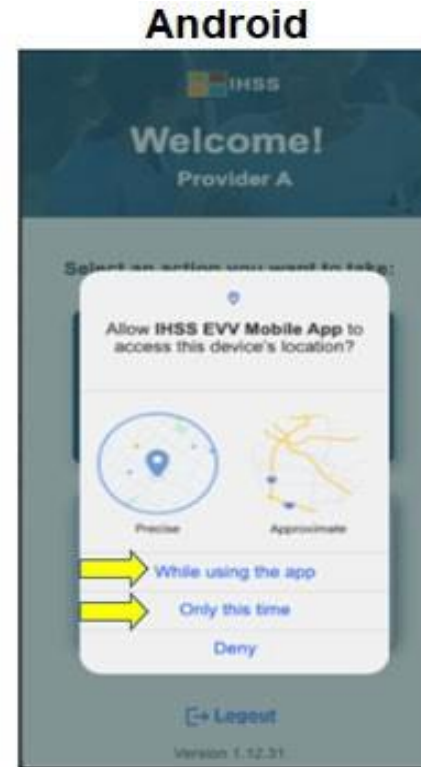 Android
IHSS
Welcome!
Provider A
Select an action you want to take:
Allow IHSS EVV Mobile App to
access this device's location?
Precise
Approximate
While using the app
Only this time
Deny
Logout
Version 1.12.31